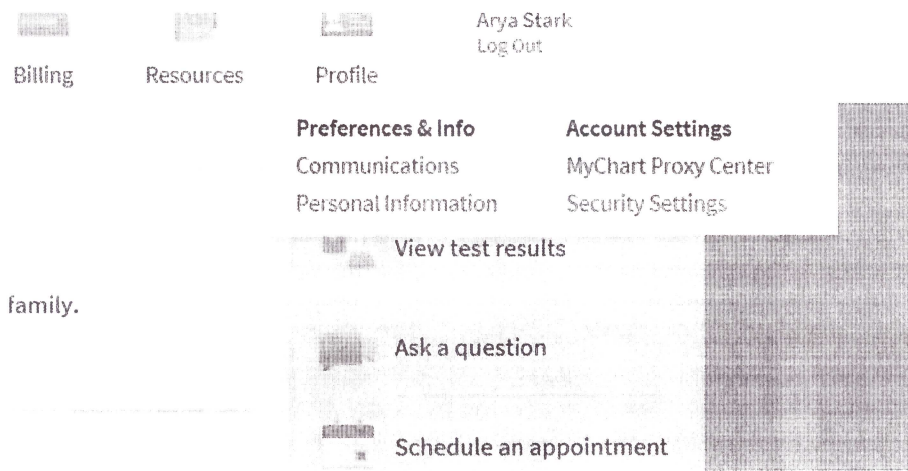 Arya Stark
Log Out
Billing
Resources
Profile
Preferences & Info
Account Settings
Communications
MyChart Proxy Center
Personal Information
Security Settings
View test results
family.
Ask a question
Schedule an appointment